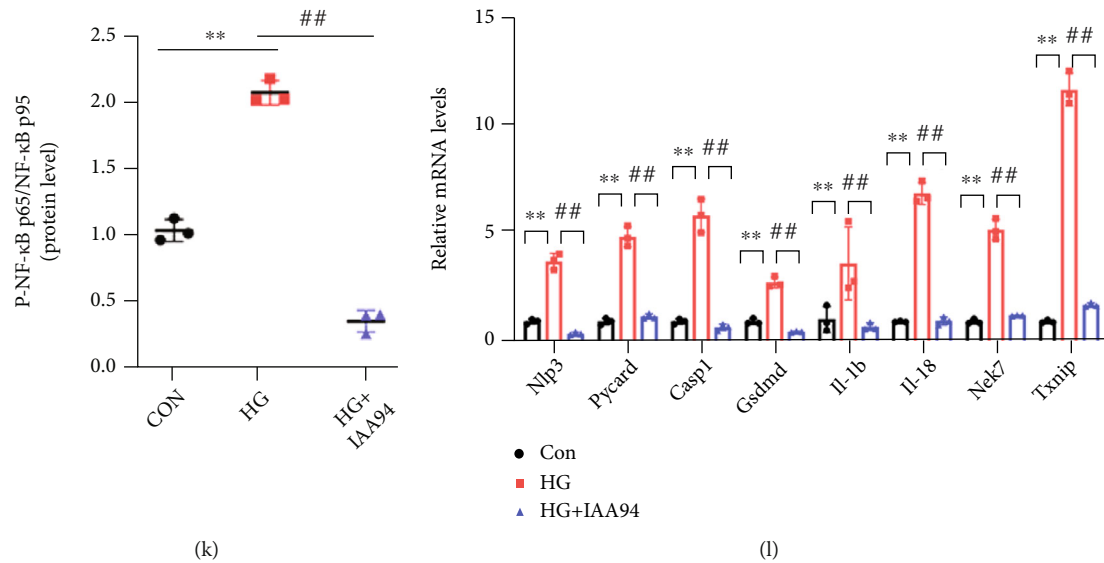 2.5
2.0
1.5
1.0
0.5
0.0
P-NF-κB p65/NF-κB p95
(protein level)
** ##
CON
HG
HG+
IAA94
(k)
15
10
5
0
Relative mRNA levels
** ##
** ##
** ##
** ##
** ##
** ##
** ##
** ##
Nlp3
Pycard
Casp1
Gsdmd
Il-1b
Il-18
Nek7
Txnip
Con
HG
HG+IAA94
(l)